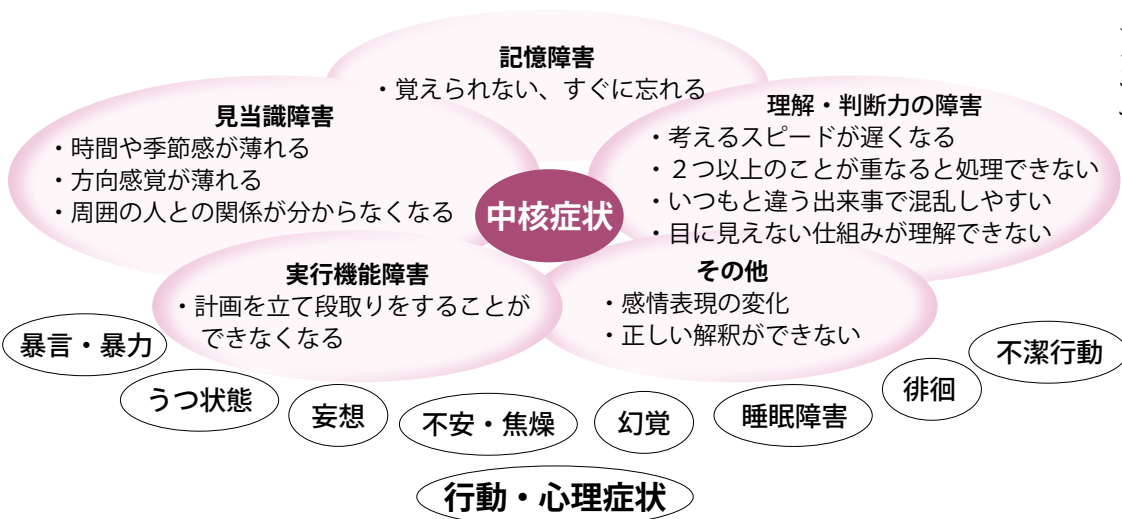 記憶障害
・覚えられない、すぐに忘れる
見当識障害
・時間や季節感が薄れる
・方向感覚が薄れる
・周囲の人との関係が分からなくなる
理解・判断力の障害
・考えるスピードが遅くなる
・２つ以上のことが重なると処理できない
・いつもと違う出来事で混乱しやすい
・目に見えない仕組みが理解できない
中核症状
実行機能障害
・計画を立て段取りをすることが
できなくなる
その他
・感情表現の変化
・正しい解釈ができない
暴言・暴力
うつ状態
妄想
不安・焦燥
幻覚
睡眠障害
徘徊
不潔行動
行動・心理症状